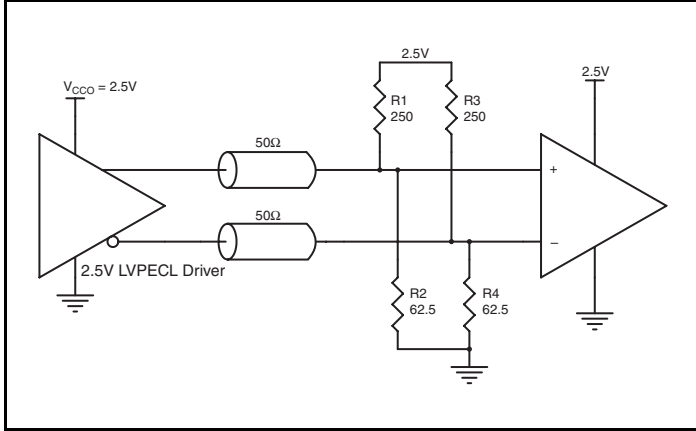 2.5V
V_CCO = 2.5V
2.5V
R1
250
R3
250
50Ω
+
50Ω
−
2.5V LVPECL Driver
R2
62.5
R4
62.5